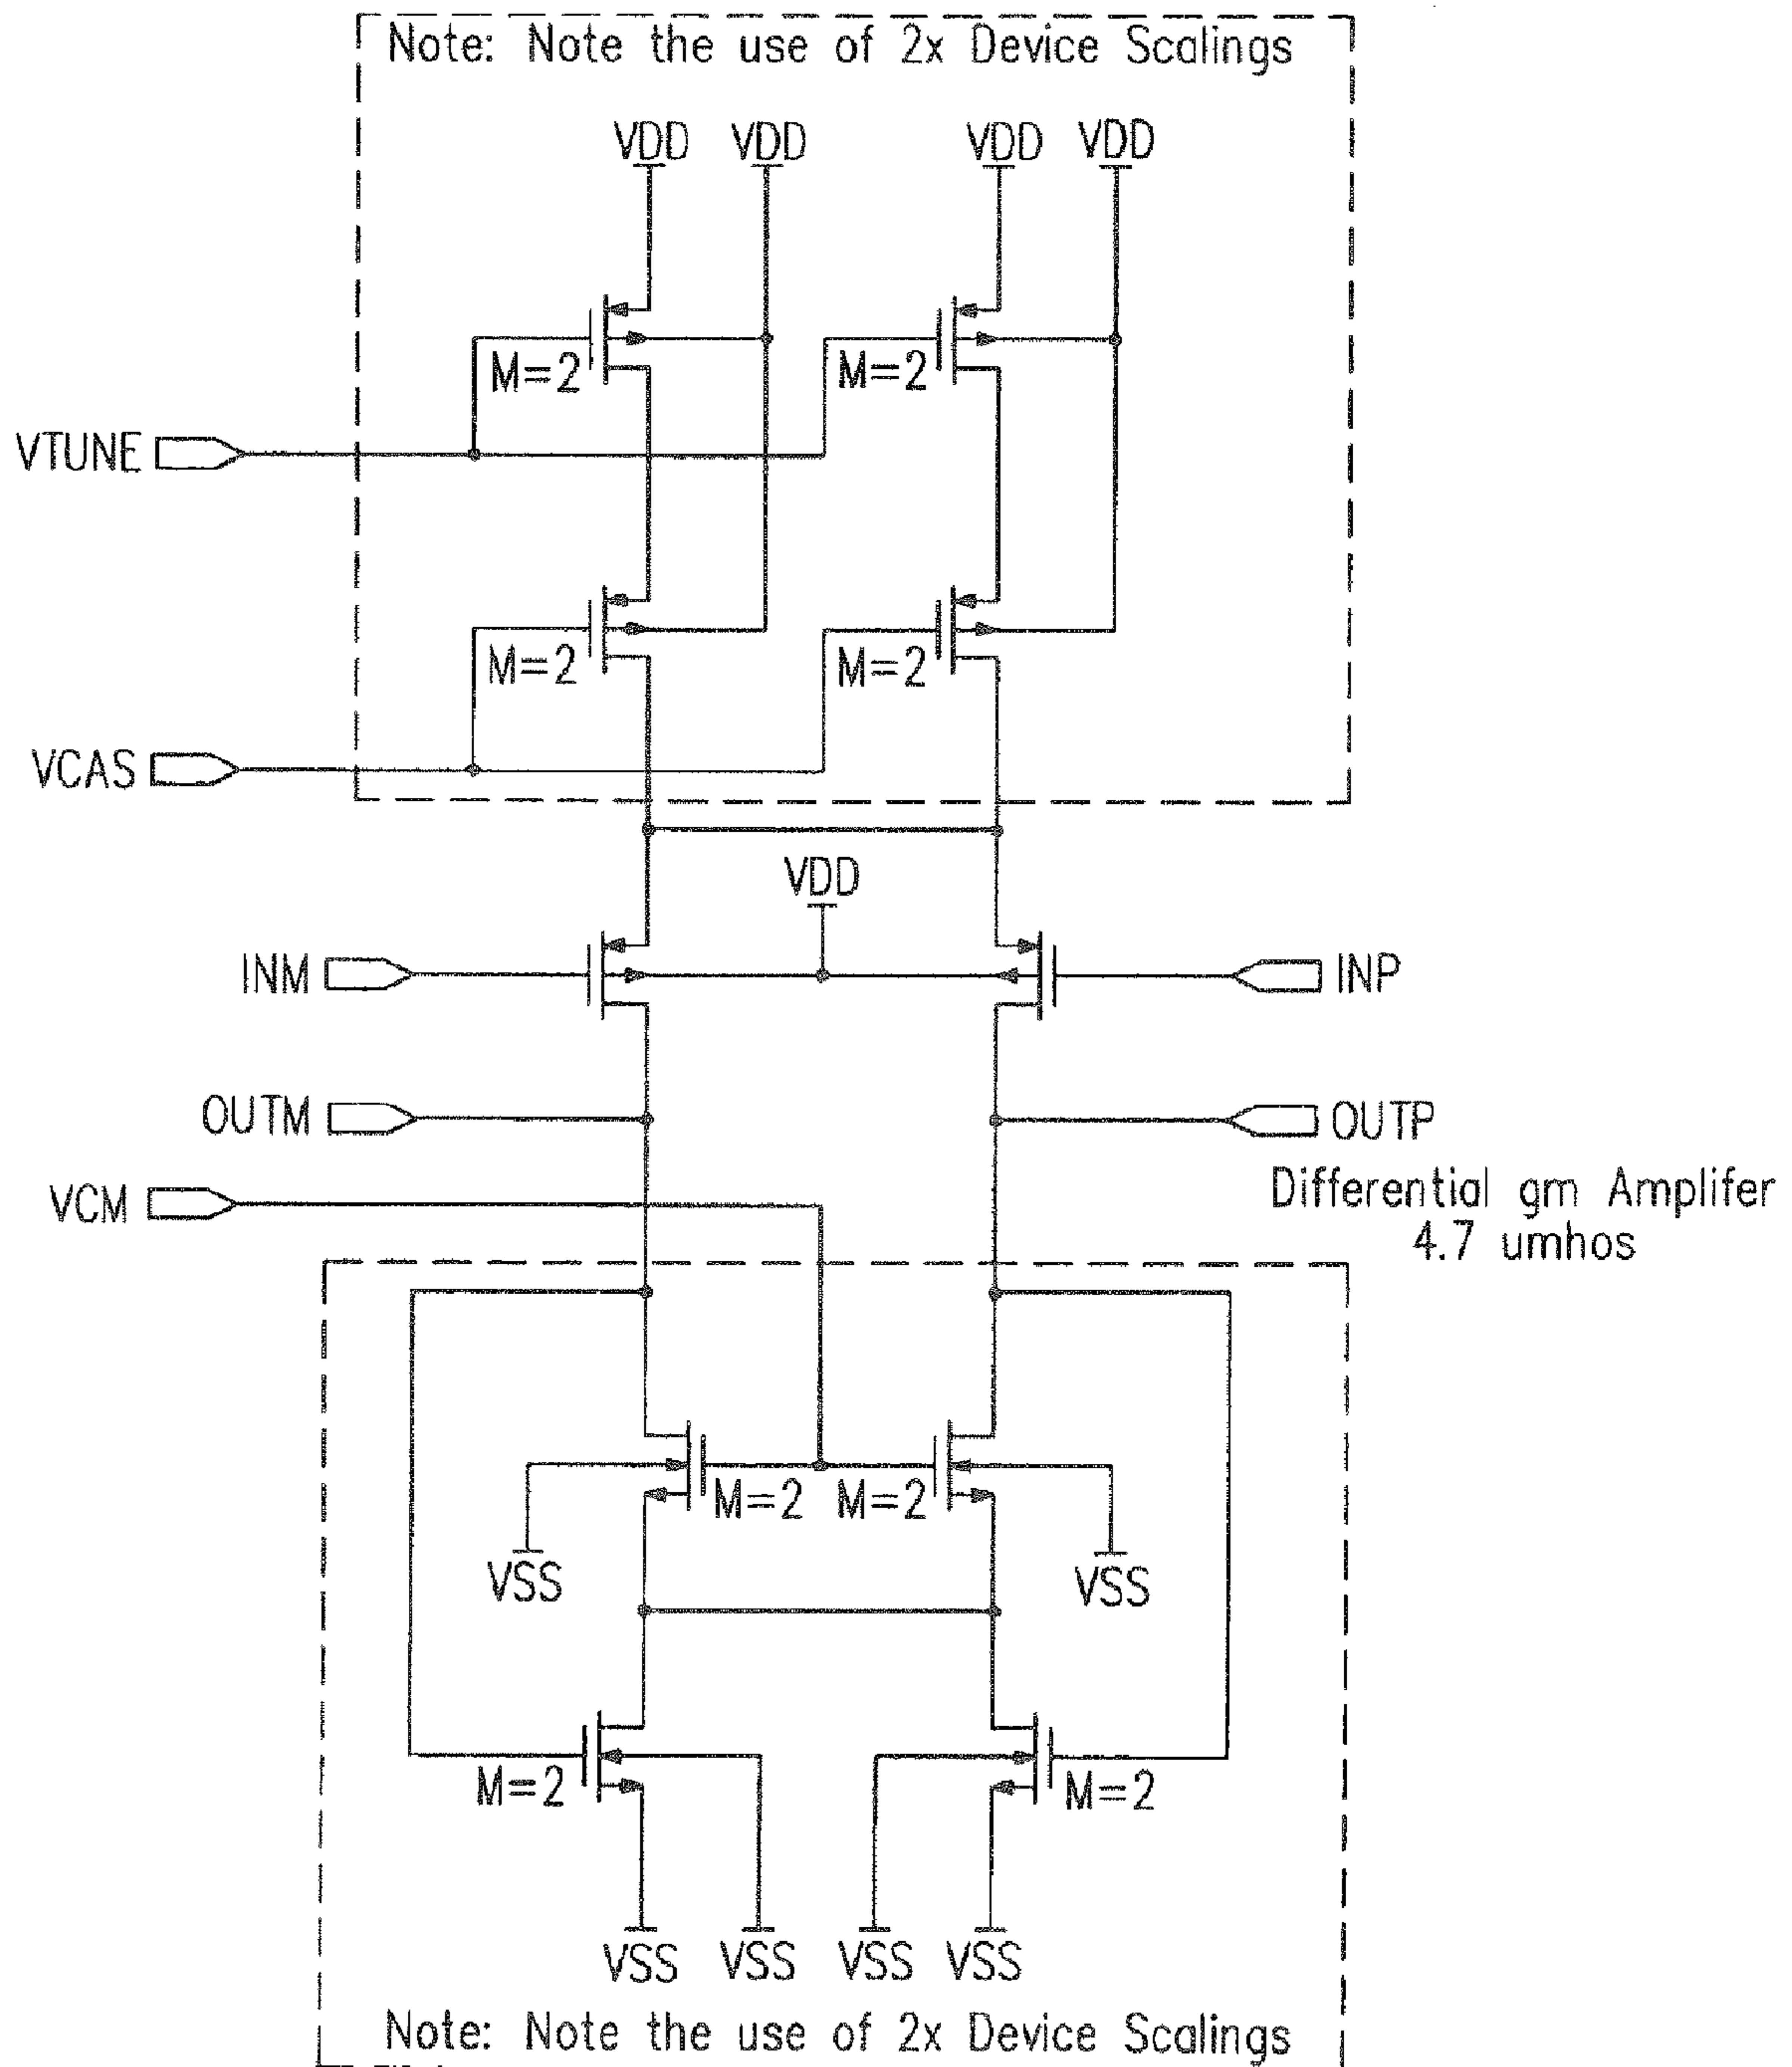 Note: Note the use of 2x Device Scalings
VDD VDD VDD VDD
M=2 M=2
VTUNE
M=2 M=2
VCAS
VDD
INM INP
OUTM OUTP
VCM
Differential gm Amplifer
4.7 umhos
M=2 M=2
VSS VSS
M=2 M=2
VSS VSS VSS VSS
Note: Note the use of 2x Device Scalings